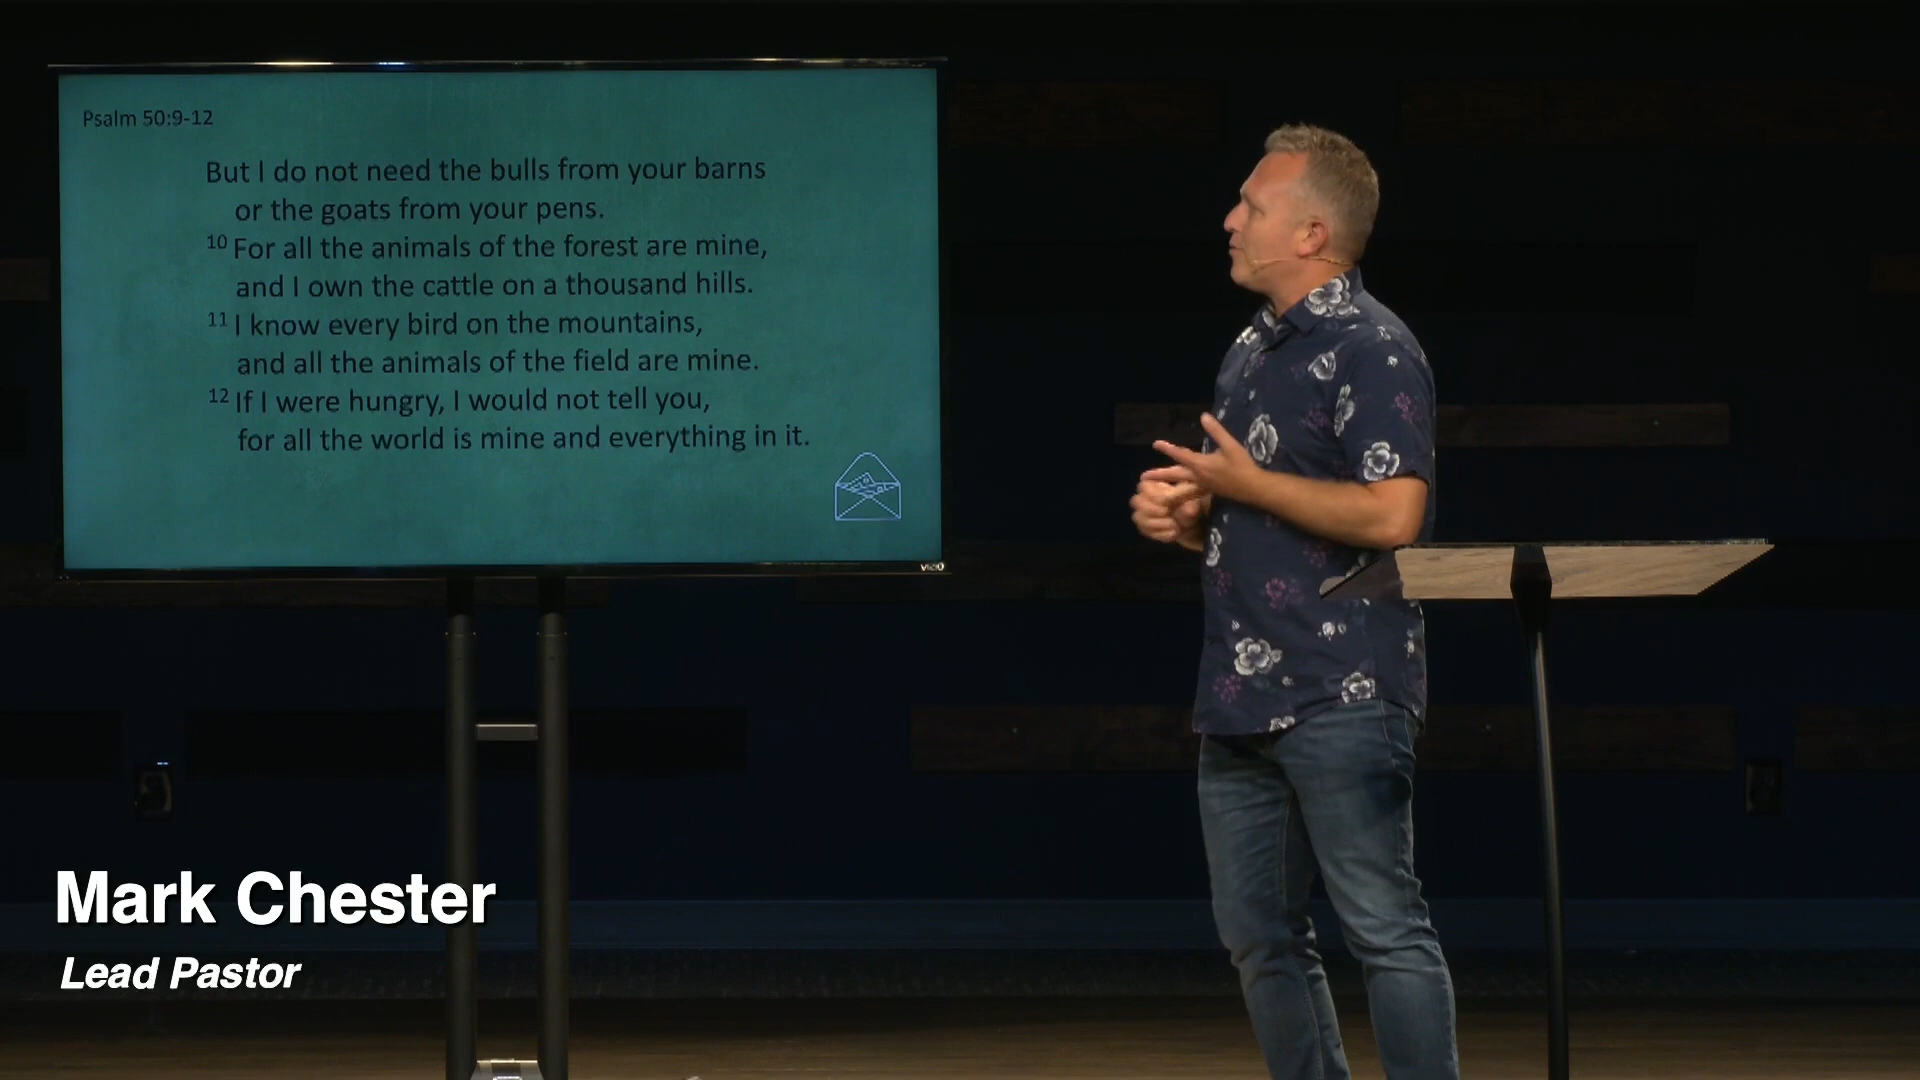 Psalm 50:9-12
But I do not need the bulls from your barns
or the goats from your pens.
10 For all the animals of the forest are mine,
and I own the cattle on a thousand hills.
11 I know every bird on the mountains,
and all the animals of the field are mine.
12 If I were hungry, I would not tell you,
for all the world is mine and everything in it.
VIZIO
Mark Chester
Lead Pastor